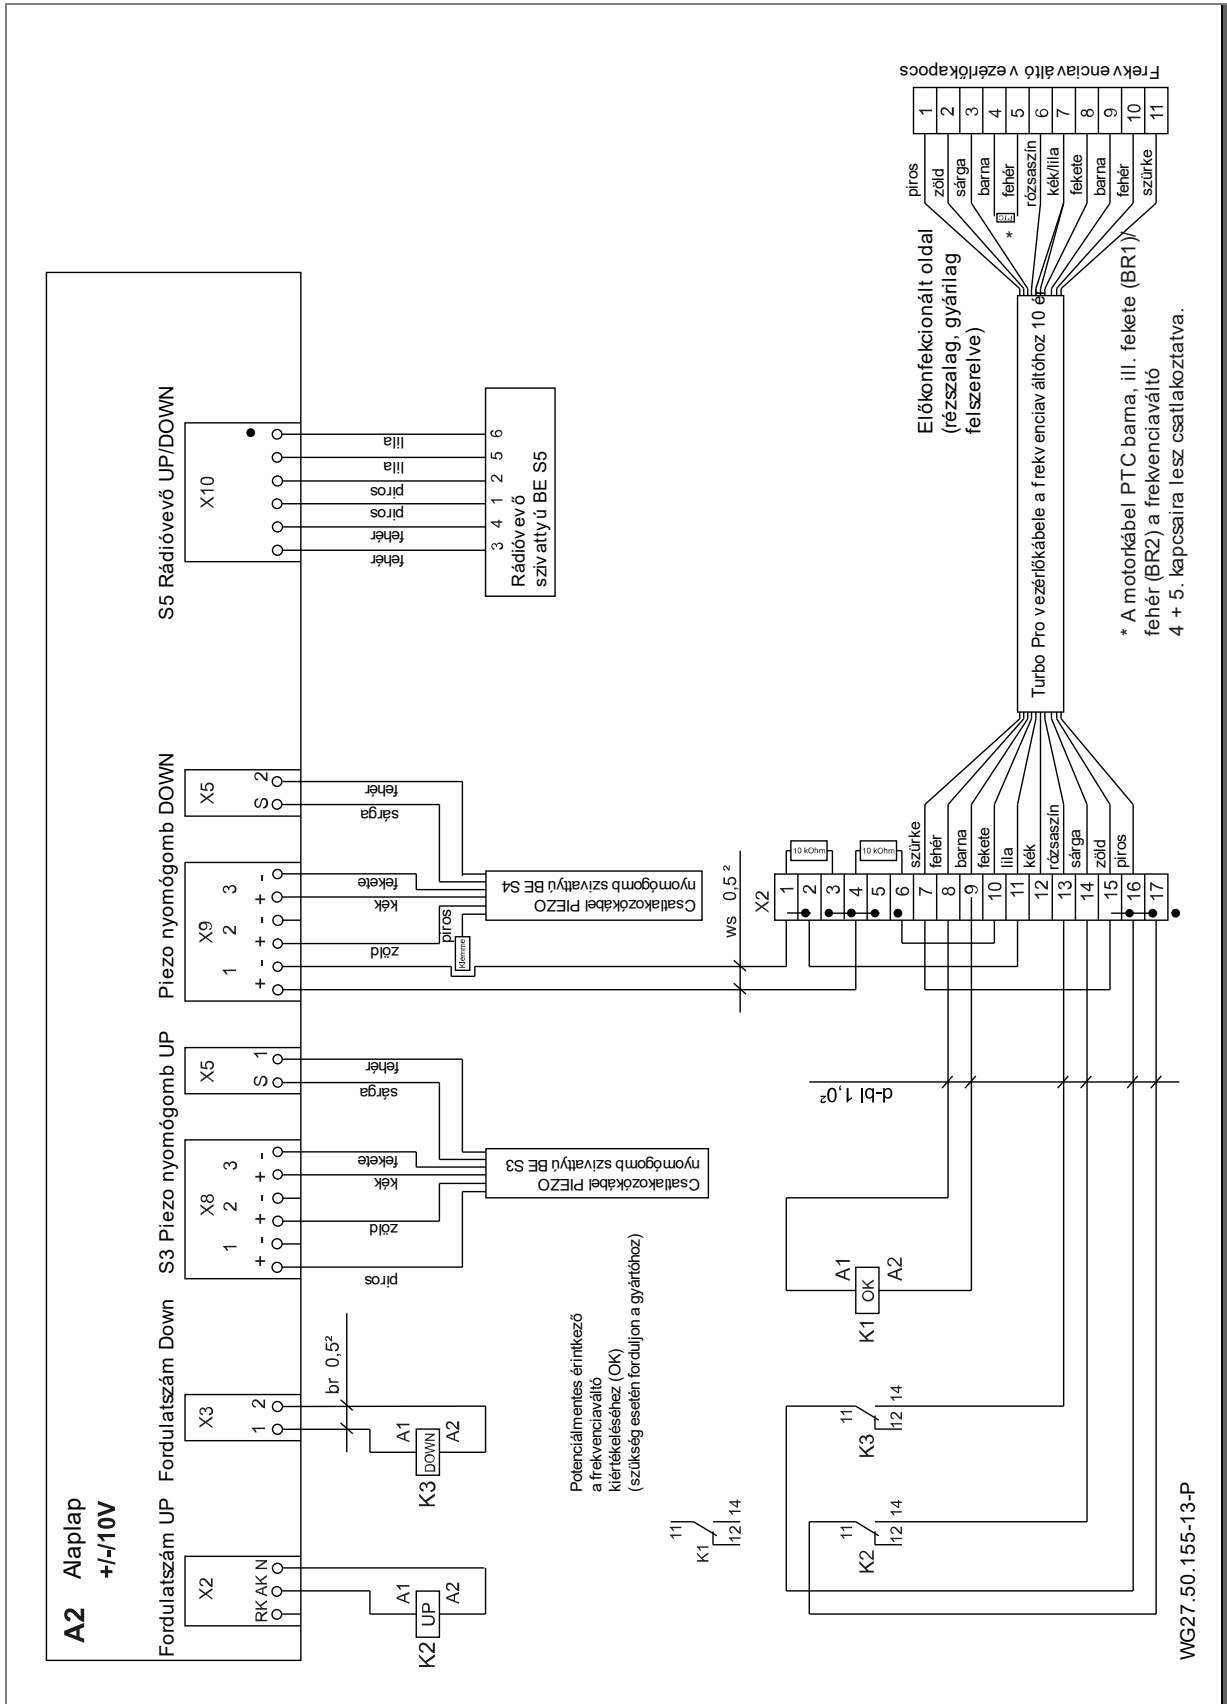 A2 Alaplap
+/-/10V
Fordulatszám UP
X2
RK AK N
A1
K2 UP
A2
Fordulatszám Down
X3
1 2
br 0,5²
A1
K3 DOWN
A2
S3 Piezo nyomógomb UP
X8
1 2 3
+ - + - + -
piros
zöld
kék
fekete
X5
S 1
sárga
fehér
Csatlakozókábel PIEZO
nyomógomb szivattyú BE S3
Piezo nyomógomb DOWN
X9
1 2 3
+ - + - + -
zöld
piros
Klemme
kék
fekete
X5
S 2
sárga
fehér
Csatlakozókábel PIEZO
nyomógomb szivattyú BE S4
S5 Rádióvevő UP/DOWN
X10
fehér
fehér
piros
piros
lila
lila
3 4 1 2 5 6
Rádióvevő
szivattyú BE S5
Potenciálmentes érintkező
a frekvenciaváltó
kiértékeléséhez (OK)
(szükség esetén forduljon a gyártóhoz)
11
K1
12 14
11
K2
12 14
11
K3
12 14
A1
K1 OK
A2
d-bl 1,0²
ws 0,5²
X2
1
2
3
4
5
6
7
8
9
10
11
12
13
14
15
16
17
10 kOhm
10 kOhm
szürke
fehér
barna
fekete
lila
kék
rózsaszín
sárga
zöld
piros
Turbo Pro vezérlőkábele a frekvenciaváltóhoz 10 ér
Előkonfekcionált oldal
(rézszalag, gyárilag
felszerelve)
piros
zöld
sárga
barna
fehér
rózsaszín
kék/lila
fekete
barna
fehér
szürke
PTC
*
1
2
3
4
5
6
7
8
9
10
11
Frekvenciaváltó vezérlőkapocs
* A motorkábel PTC barna, ill. fekete (BR1)/
fehér (BR2) a frekvenciaváltó
4 + 5. kapcsaira lesz csatlakoztatva.
WG27.50.155-13-P